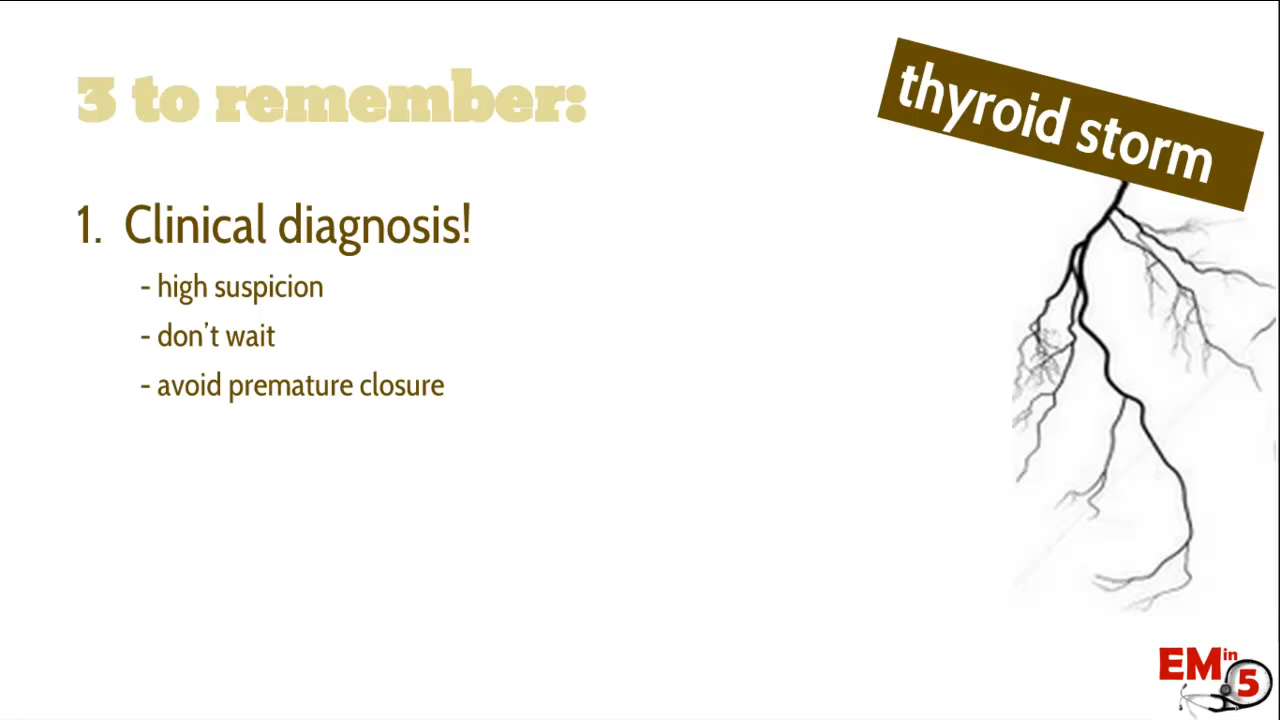 3 to remember:
thyroid storm
1. Clinical diagnosis!
- high suspicion
- don’t wait
- avoid premature closure
EM in 5